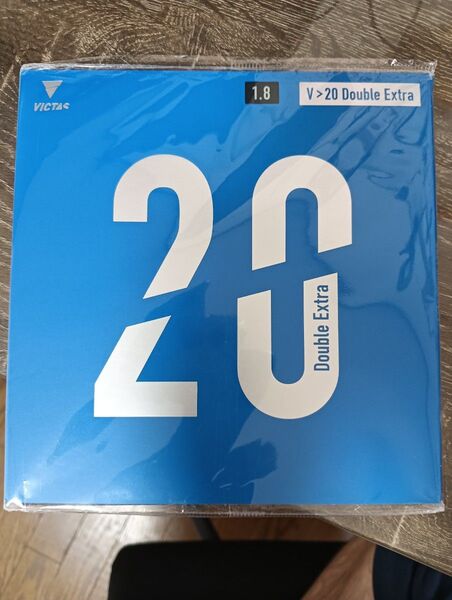 VICTAS
1.8
V>20 Double Extra
20
Double Extra